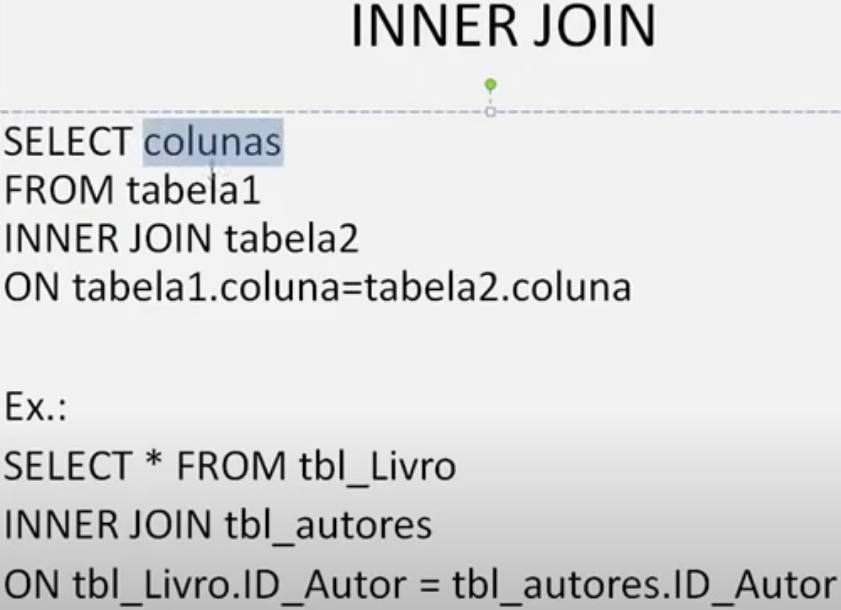 INNER JOIN
SELECT colunas
FROM tabela1
INNER JOIN tabela2
ON tabela1.coluna=tabela2.coluna
Ex.:
SELECT * FROM tbl_Livro
INNER JOIN tbl_autores
ON tbl_Livro.ID_Autor = tbl_autores.ID_Autor